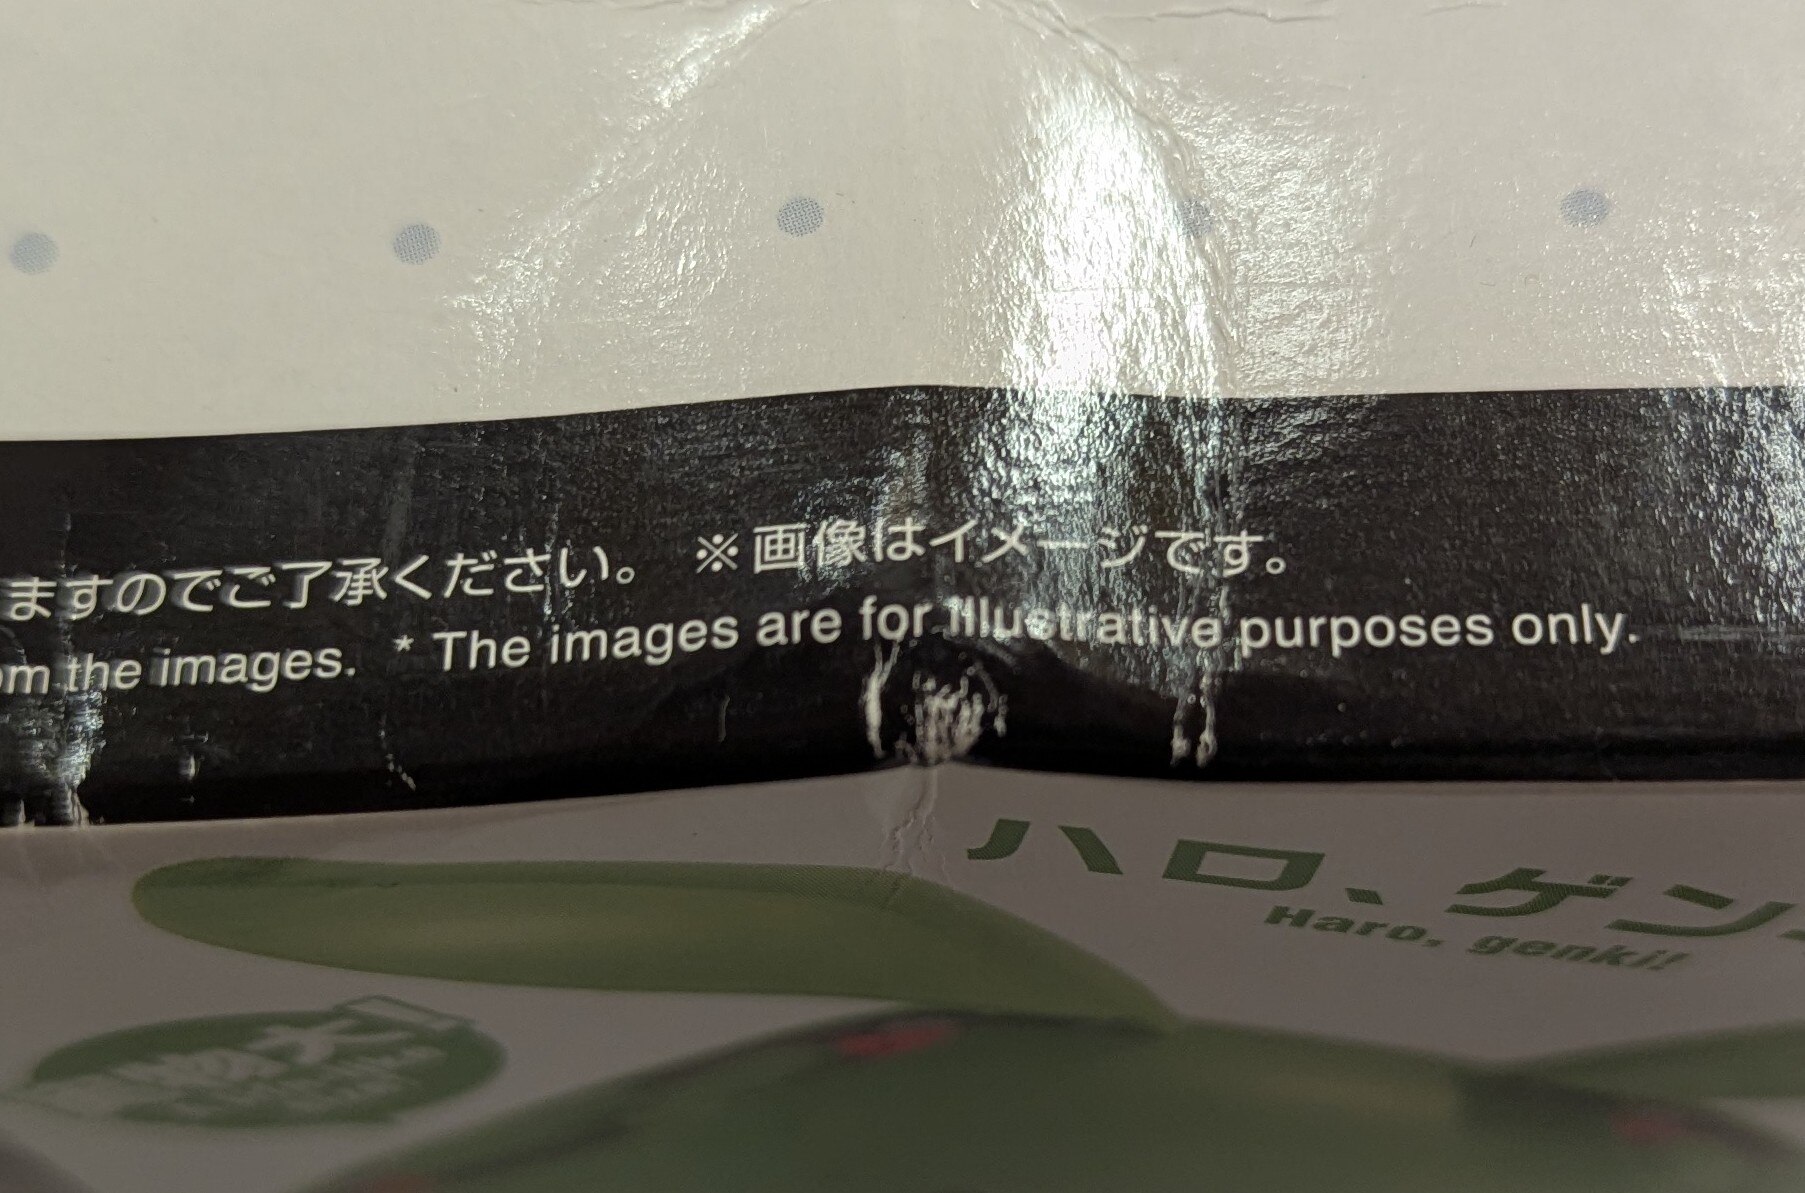 ますのでご了承ください。 ※画像はイメージです。
om the images. * The images are for illustrative purposes only.
ハロ、ゲン
Haro, genki!